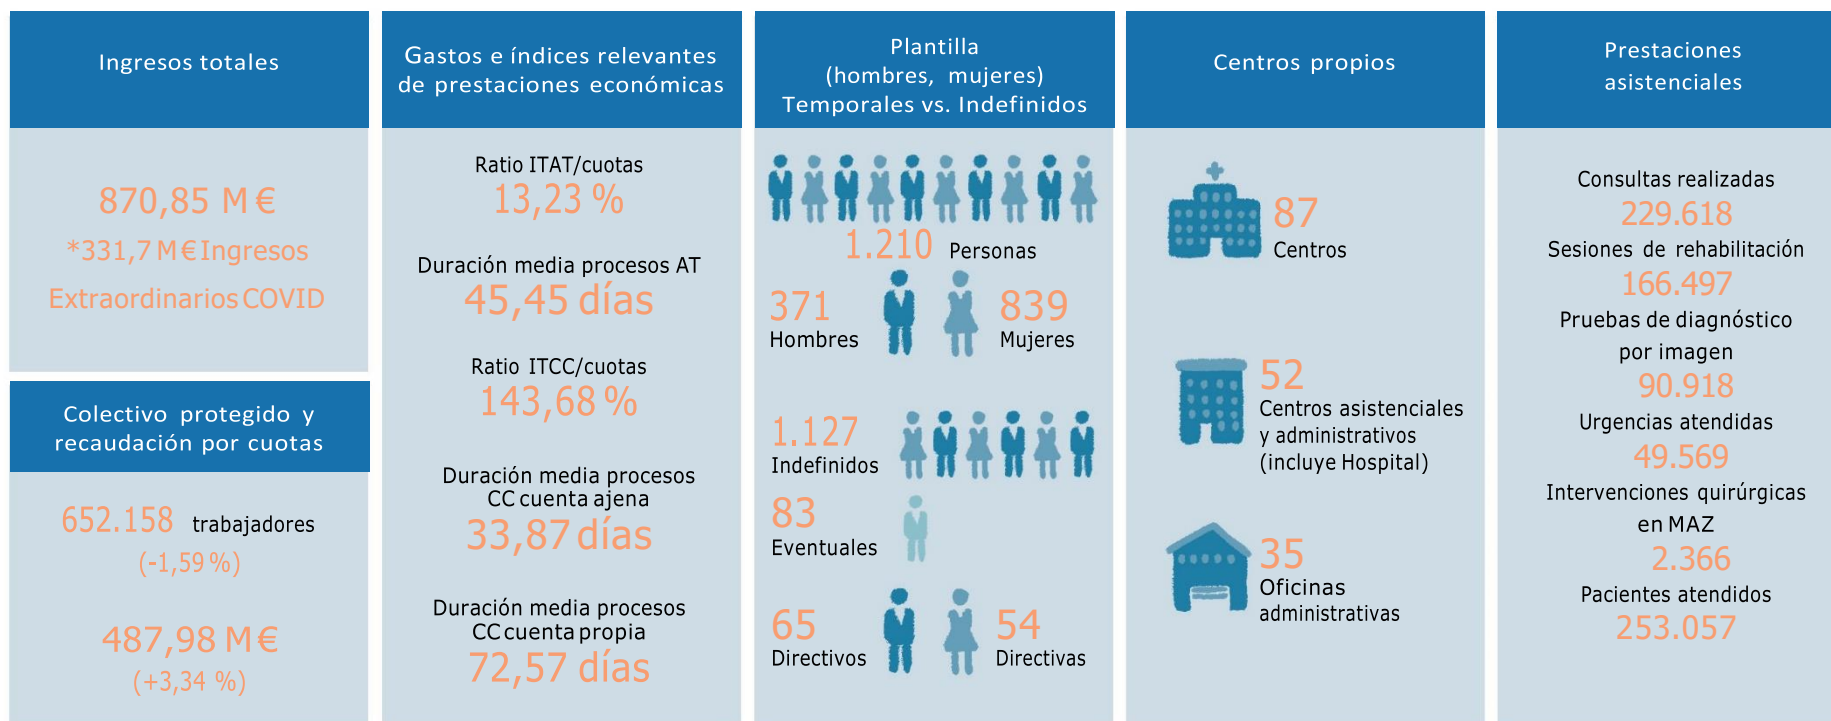 Ingresos totales
870,85 M €
*331,7 M € Ingresos
Extraordinarios COVID
Colectivo protegido y
recaudación por cuotas
652.158 trabajadores
(-1,59 %)
487,98 M €
(+3,34 %)
Gastos e índices relevantes
de prestaciones económicas
Ratio ITAT/cuotas
13,23 %
Duración media procesos AT
45,45 días
Ratio ITCC/cuotas
143,68 %
Duración media procesos
CC cuenta ajena
33,87 días
Duración media procesos
CC cuenta propia
72,57 días
Plantilla
(hombres, mujeres)
Temporales vs. Indefinidos
1.210 Personas
371
Hombres
839
Mujeres
1.127
Indefinidos
83
Eventuales
65
Directivos
54
Directivas
Centros propios
87
Centros
52
Centros asistenciales
y administrativos
(incluye Hospital)
35
Oficinas
administrativas
Prestaciones
asistenciales
Consultas realizadas
229.618
Sesiones de rehabilitación
166.497
Pruebas de diagnóstico
por imagen
90.918
Urgencias atendidas
49.569
Intervenciones quirúrgicas
en MAZ
2.366
Pacientes atendidos
253.057